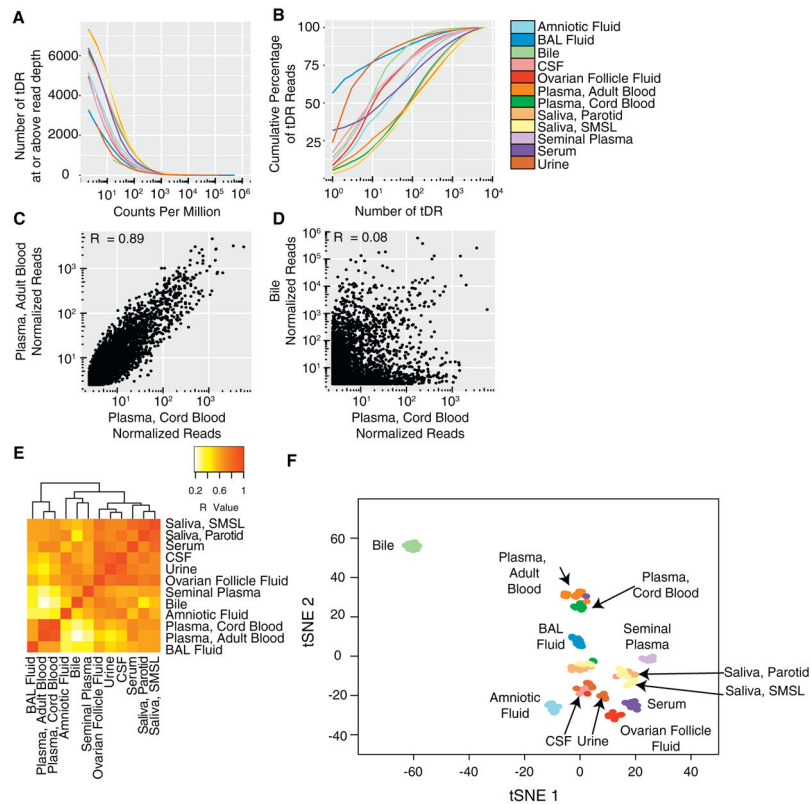 A
Number of tDR
at or above read depth
6000
4000
2000
0
10^1 10^2 10^3 10^4 10^5 10^6
Counts Per Million
B
Cumulative Percentage
of tDR Reads
100
75
50
25
10^0 10^1 10^2 10^3 10^4
Number of tDR
Amniotic Fluid
BAL Fluid
Bile
CSF
Ovarian Follicle Fluid
Plasma, Adult Blood
Plasma, Cord Blood
Saliva, Parotid
Saliva, SMSL
Seminal Plasma
Serum
Urine
C
Plasma, Adult Blood
Normalized Reads
R = 0.89
10^3
10^2
10^1
10^1 10^2 10^3
Plasma, Cord Blood
Normalized Reads
D
Bile
Normalized Reads
R = 0.08
10^6
10^5
10^4
10^3
10^2
10^1
10^1 10^2 10^3
Plasma, Cord Blood
Normalized Reads
E
0.2 0.6 1
R Value
Saliva, SMSL
Saliva, Parotid
Serum
CSF
Urine
Ovarian Follicle Fluid
Seminal Plasma
Bile
Amniotic Fluid
Plasma, Cord Blood
Plasma, Adult Blood
BAL Fluid
BAL Fluid
Plasma, Adult Blood
Plasma, Cord Blood
Amniotic Fluid
Bile
Seminal Plasma
Ovarian Follicle Fluid
Urine
CSF
Serum
Saliva, Parotid
Saliva, SMSL
F
tSNE 2
60
40
20
0
-20
-40
Bile
Plasma,
Adult
Blood
Plasma,
Cord Blood
BAL
Fluid
Seminal
Plasma
Saliva, Parotid
Saliva, SMSL
Amniotic
Fluid
Serum
CSF Urine
Ovarian Follicle
Fluid
-60 -40 -20 0 20 40
tSNE 1